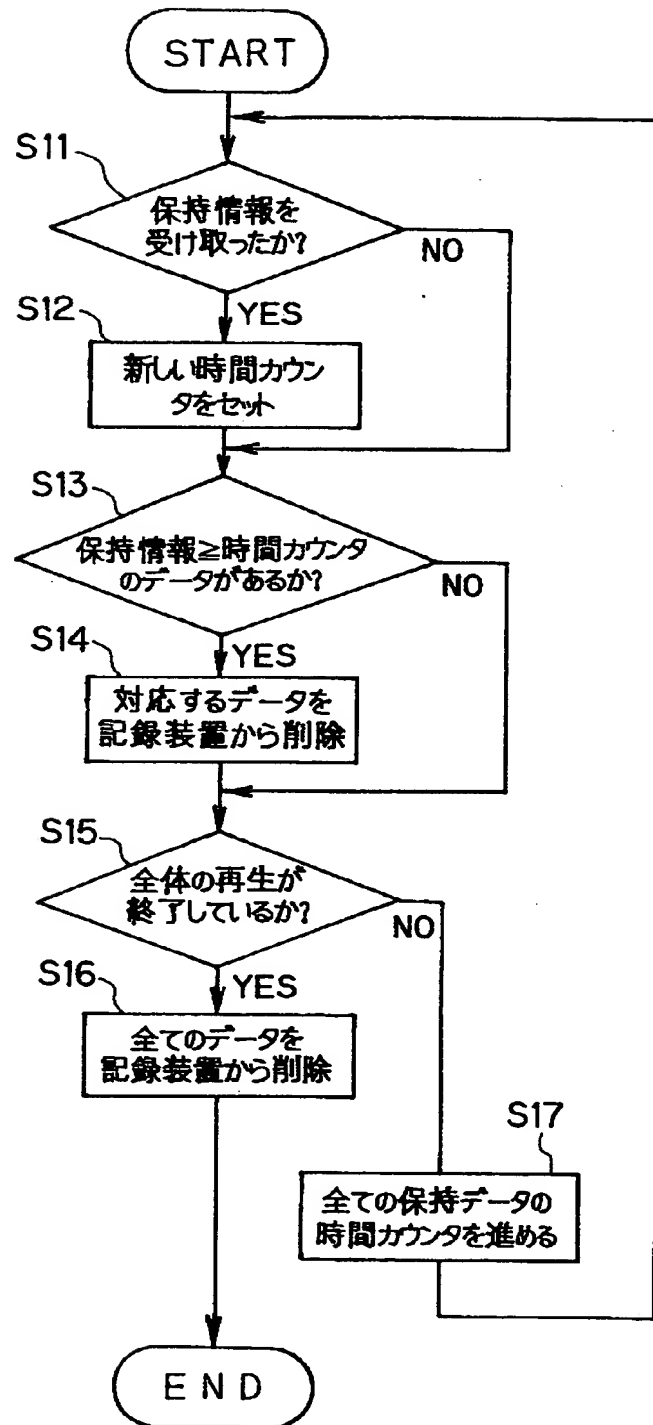 START
S11
保持情報を
受け取ったか?
NO
YES
S12
新しい時間カウン
タをセット
S13
保持情報≧時間カウンタ
のデータがあるか?
NO
YES
S14
対応するデータを
記録装置から削除
S15
全体の再生が
終了しているか?
NO
YES
S16
全てのデータを
記録装置から削除
S17
全ての保持データの
時間カウンタを進める
END